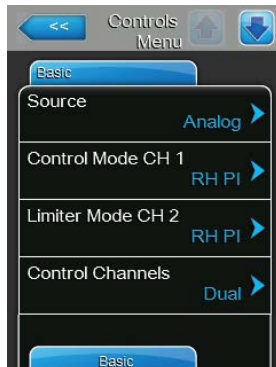 << Controls
Menu
Basic
Source
Analog
Control Mode CH 1
RH PI
Limiter Mode CH 2
RH PI
Control Channels
Dual
Basic